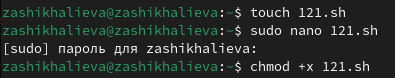 zashikhalieva@zashikhalieva:~$ touch 121.sh
zashikhalieva@zashikhalieva:~$ sudo nano 121.sh
[sudo] пароль для zashikhalieva:
zashikhalieva@zashikhalieva:~$ chmod +x 121.sh